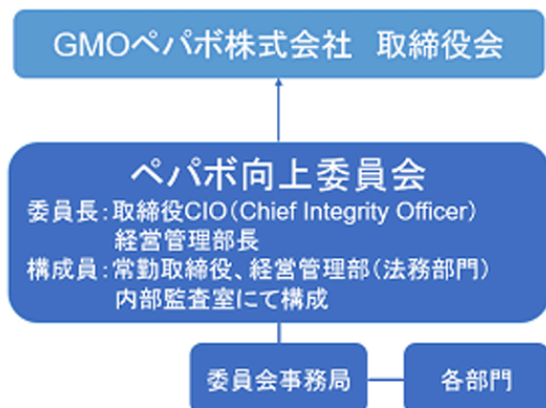 GMOペパボ株式会社　取締役会
ペパボ向上委員会
委員長：取締役CIO（Chief Integrity Officer）
経営管理部長
構成員：常勤取締役、経営管理部（法務部門）
内部監査室にて構成
委員会事務局
各部門